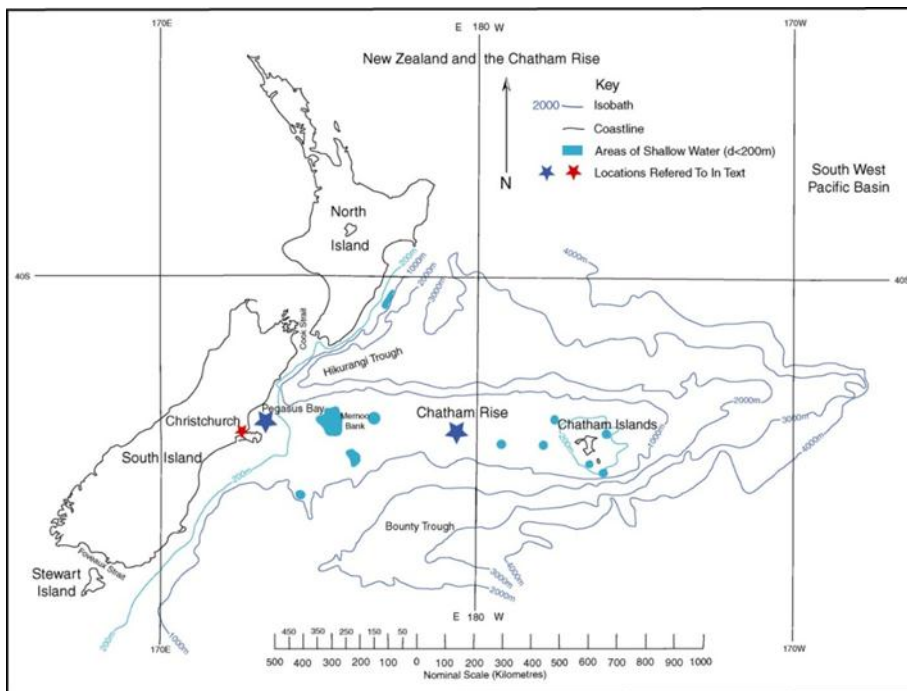 170E
E 180 W
170W
New Zealand and the Chatham Rise
Key
2000 Isobath
Coastline
Areas of Shallow Water (d<200m)
Locations Refered To In Text
N
South West
Pacific Basin
North
Island
40S
40S
200m
1000m
2000m
3000m
4000m
Cook Strait
Hikurangi Trough
Pegasus Bay
Christchurch
South Island
Mernoo
Bank
Chatham Rise
Chatham Islands
200m
1000m
2000m
3000m
4000m
200m
Bounty Trough
4000m
3000m
2000m
Foveaux Strait
Stewart
Island
200m
1000m
170E
E 180 W
170W
450 350 250 150 50
500 400 300 200 100 0 100 200 300 400 500 600 700 800 900 1000
Nominal Scale (Kilometres)